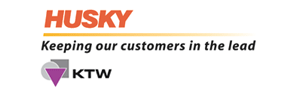 HUSKY
Keeping our customers in the lead
KTW